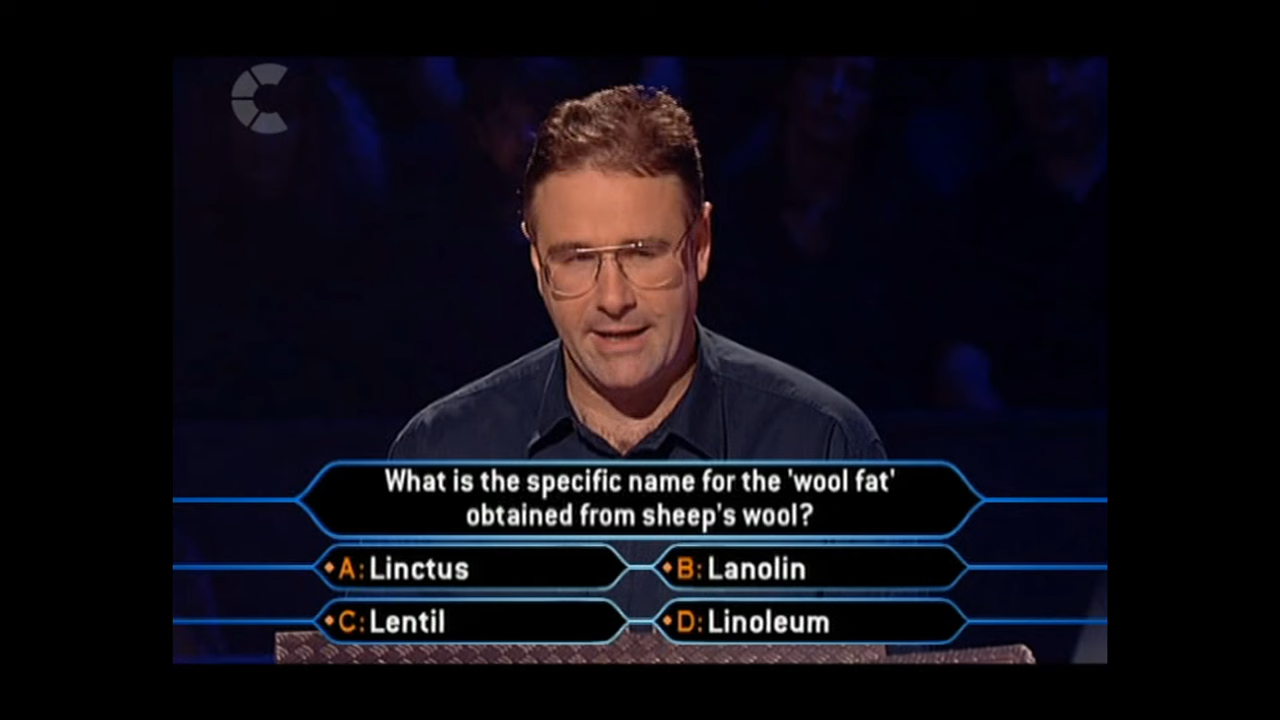 What is the specific name for the 'wool fat'
obtained from sheep's wool?
A: Linctus
B: Lanolin
C: Lentil
D: Linoleum